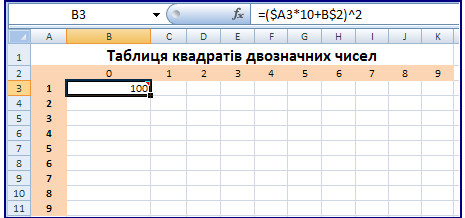 B3 fx =($A3*10+B$2)^2
A B C D E F G H I J K
1 Таблиця квадратів двозначних чисел
2 0 1 2 3 4 5 6 7 8 9
3 1 100
4 2
5 3
6 4
7 5
8 6
9 7
10 8
11 9